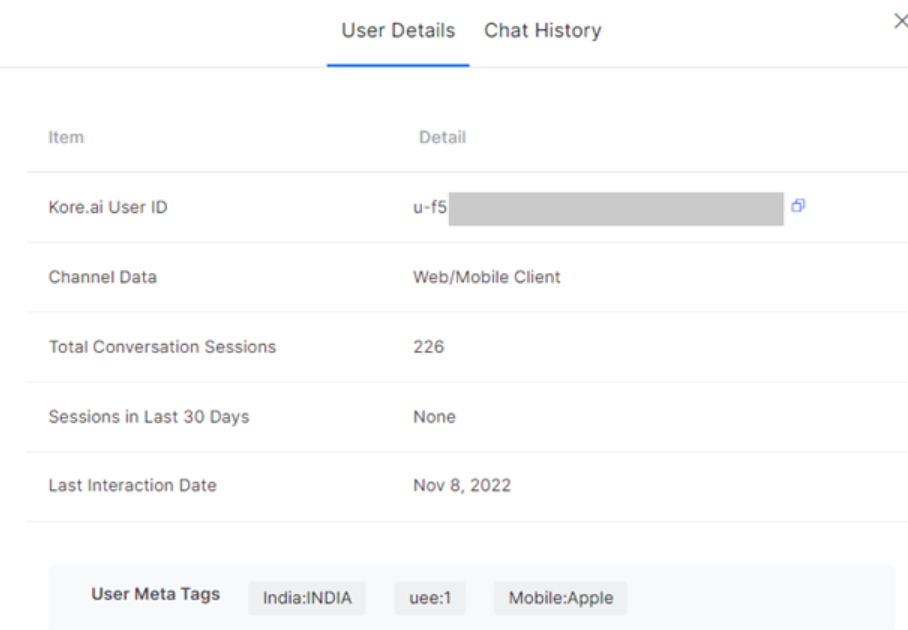 User Details Chat History
Item Detail
Kore.ai User ID u-f5
Channel Data Web/Mobile Client
Total Conversation Sessions 226
Sessions in Last 30 Days None
Last Interaction Date Nov 8, 2022
User Meta Tags India:INDIA uee:1 Mobile:Apple